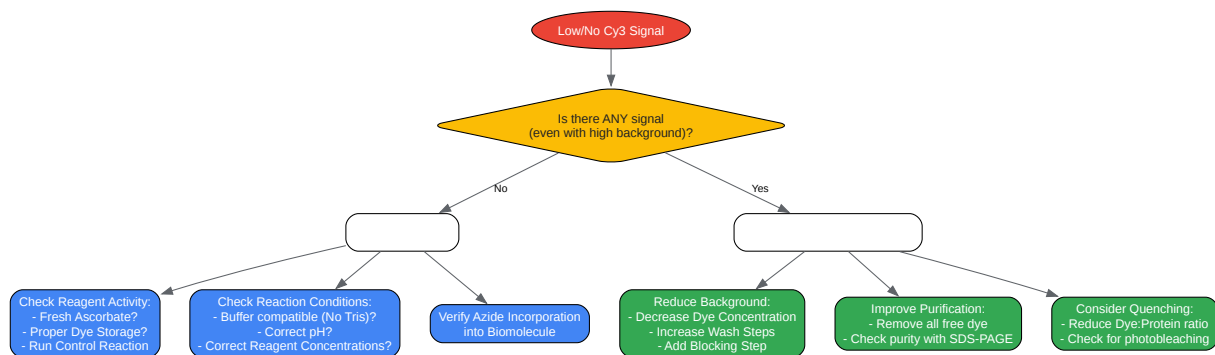 Low/No Cy3 Signal
Is there ANY signal
(even with high background)?
No
Yes
Check Reagent Activity:
- Fresh Ascorbate?
- Proper Dye Storage?
- Run Control Reaction
Check Reaction Conditions:
- Buffer compatible (No Tris)?
- Correct pH?
- Correct Reagent Concentrations?
Verify Azide Incorporation
into Biomolecule
Reduce Background:
- Decrease Dye Concentration
- Increase Wash Steps
- Add Blocking Step
Improve Purification:
- Remove all free dye
- Check purity with SDS-PAGE
Consider Quenching:
- Reduce Dye:Protein ratio
- Check for photobleaching